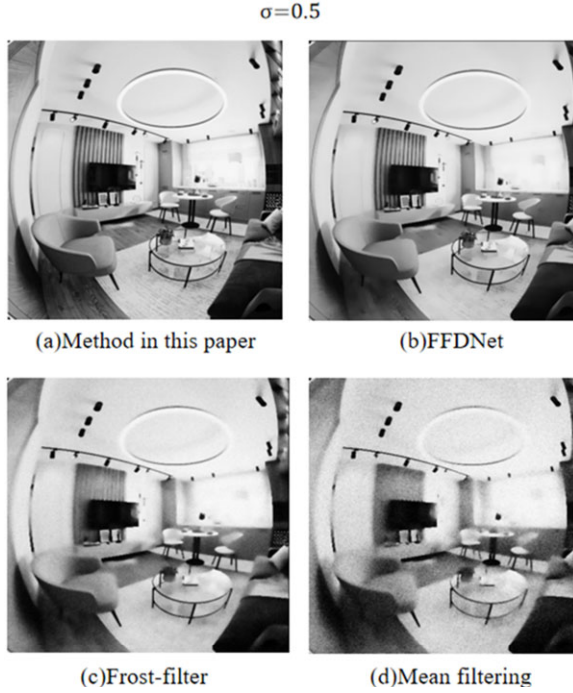 σ=0.5
(a)Method in this paper
(b)FFDNet
(c)Frost-filter
(d)Mean filtering